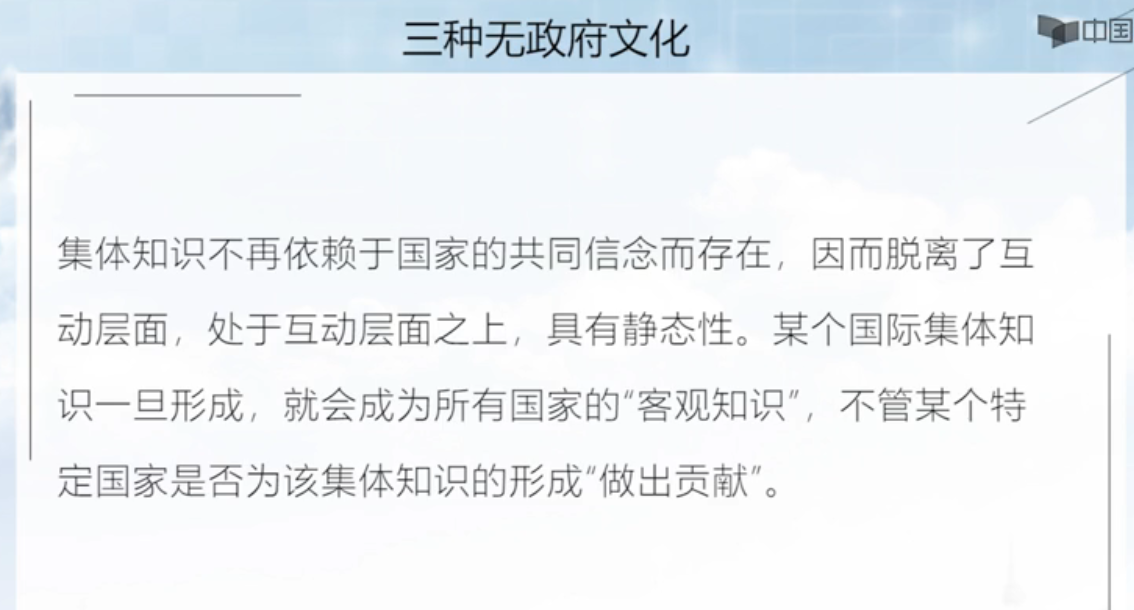 三种无政府文化
中国
集体知识不再依赖于国家的共同信念而存在，因而脱离了互
动层面，处于互动层面之上，具有静态性。某个国际集体知
识一旦形成，就会成为所有国家的“客观知识”，不管某个特
定国家是否为该集体知识的形成“做出贡献”。